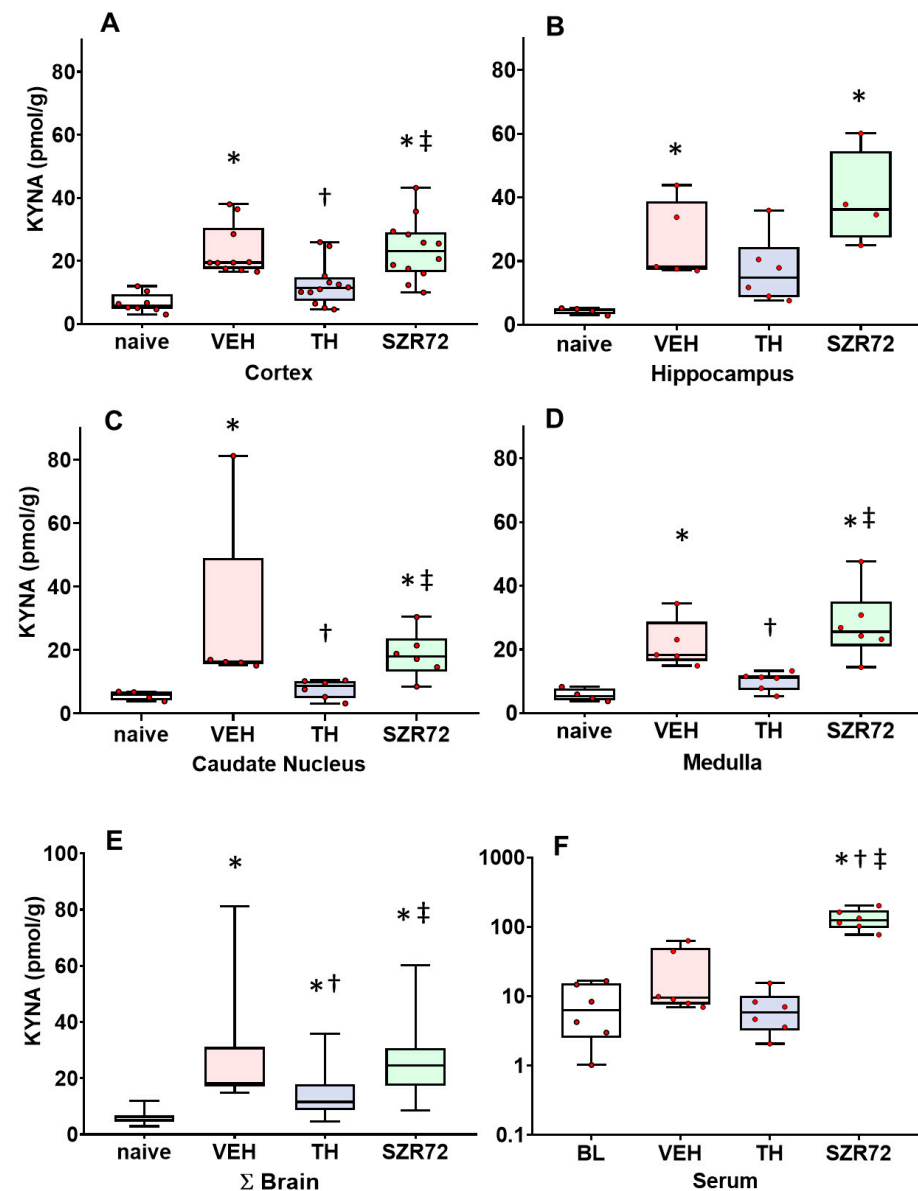 A
KYNA (pmol/g)
80
60
40
20
0
*
†
* ‡
naive VEH TH SZR72
Cortex
B
80
60
40
20
0
*
*
naive VEH TH SZR72
Hippocampus
C
KYNA (pmol/g)
80
60
40
20
0
*
†
* ‡
naive VEH TH SZR72
Caudate Nucleus
D
80
60
40
20
0
*
†
* ‡
naive VEH TH SZR72
Medulla
E
KYNA (pmol/g)
100
80
60
40
20
0
*
* †
* ‡
naive VEH TH SZR72
Σ Brain
F
1000
100
10
1
0.1
* † ‡
BL VEH TH SZR72
Serum